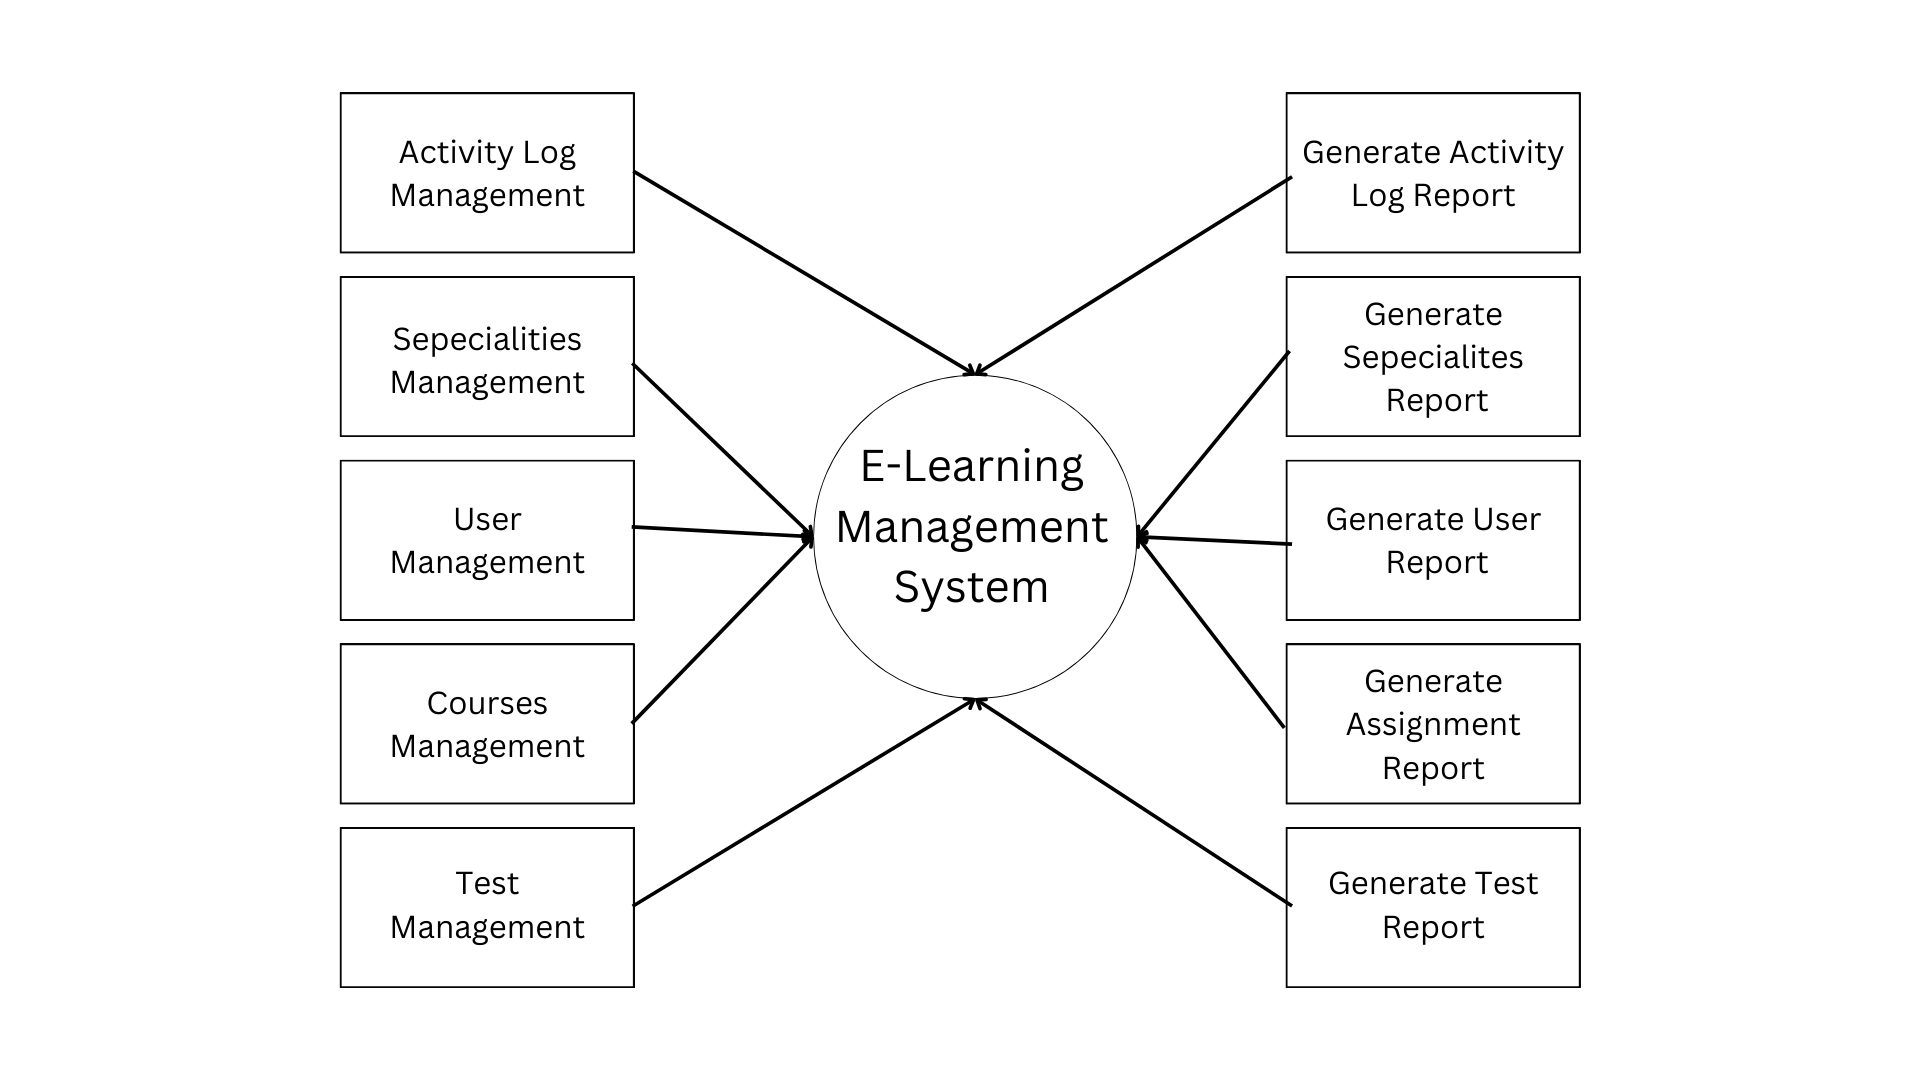 Activity Log
Management
Sepecialities
Management
User
Management
Courses
Management
Test
Management
E-Learning
Management
System
Generate Activity
Log Report
Generate
Sepecialites
Report
Generate User
Report
Generate
Assignment
Report
Generate Test
Report